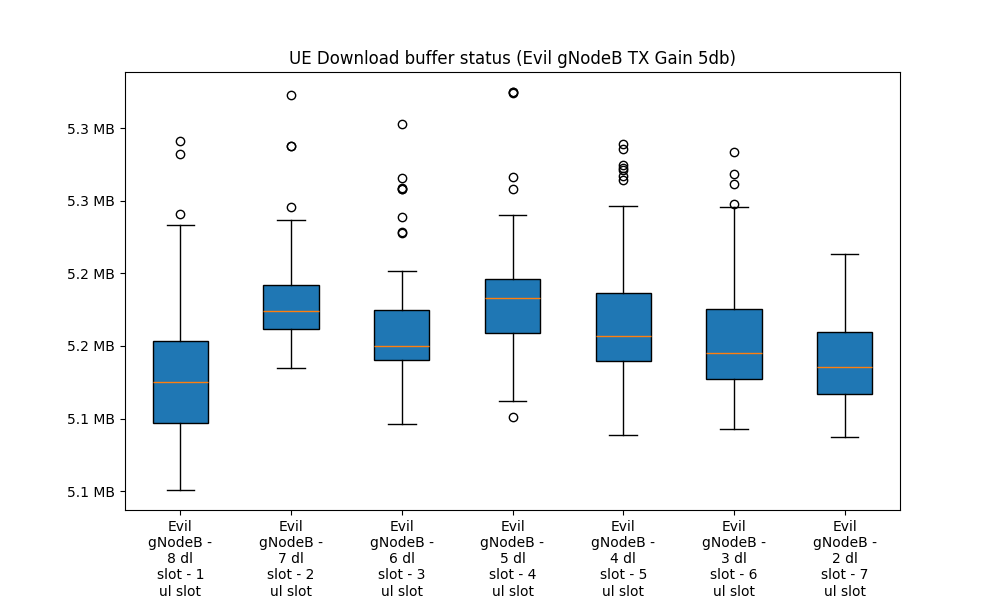 UE Download buffer status (Evil gNodeB TX Gain 5db)
5.3 MB
5.3 MB
5.2 MB
5.2 MB
5.1 MB
5.1 MB
Evil
gNodeB -
8 dl
slot - 1
ul slot
Evil
gNodeB -
7 dl
slot - 2
ul slot
Evil
gNodeB -
6 dl
slot - 3
ul slot
Evil
gNodeB -
5 dl
slot - 4
ul slot
Evil
gNodeB -
4 dl
slot - 5
ul slot
Evil
gNodeB -
3 dl
slot - 6
ul slot
Evil
gNodeB -
2 dl
slot - 7
ul slot